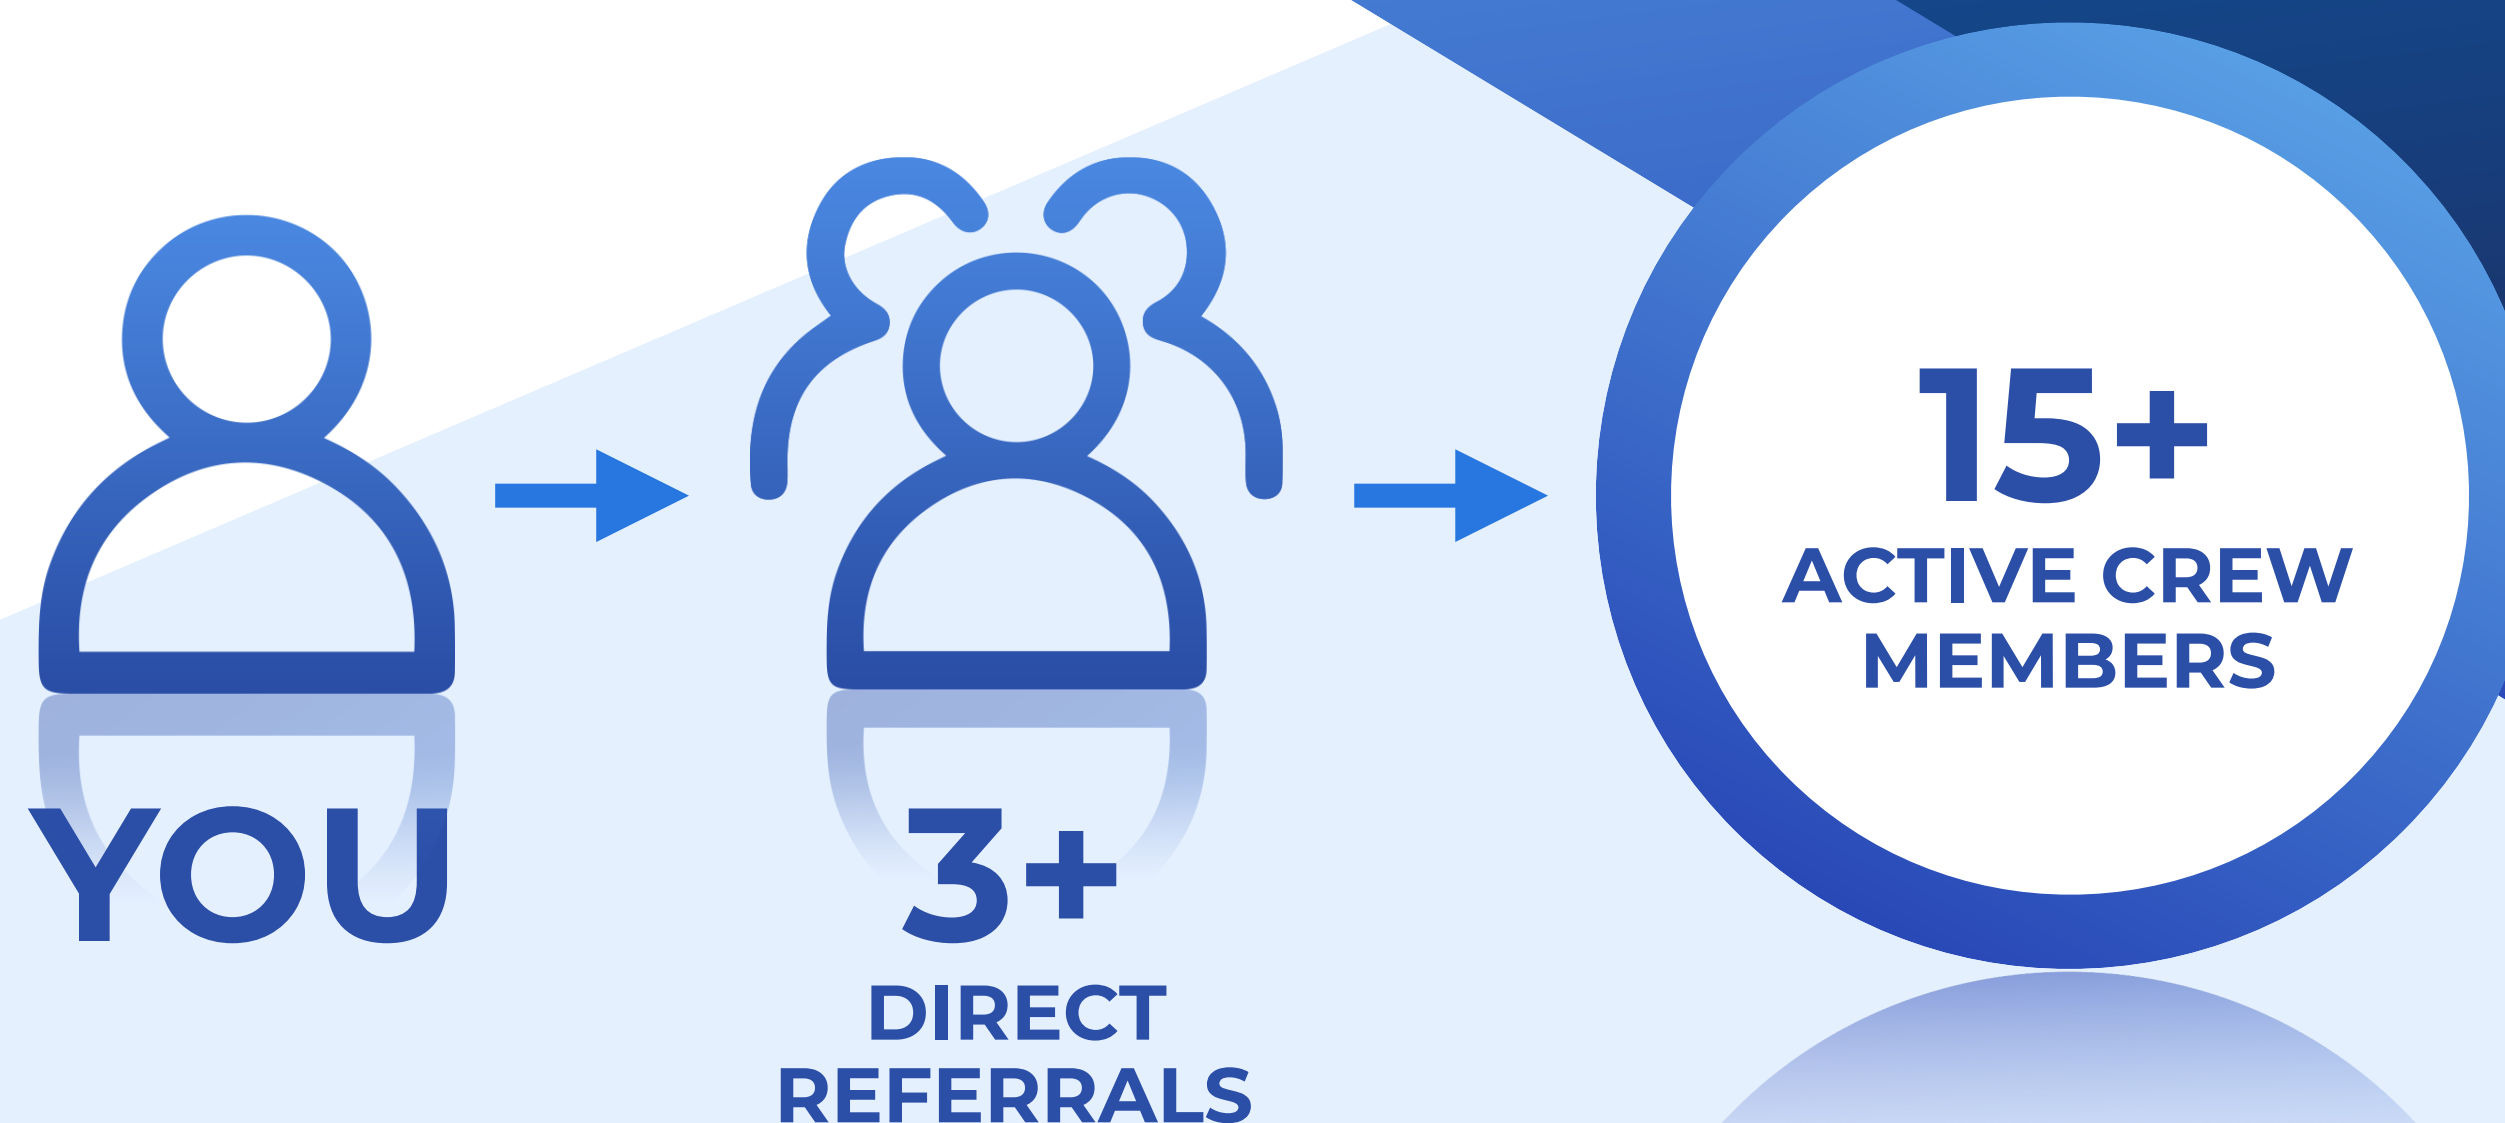 YOU
3+
DIRECT
REFERRALS
15+
ACTIVE CREW
MEMBERS